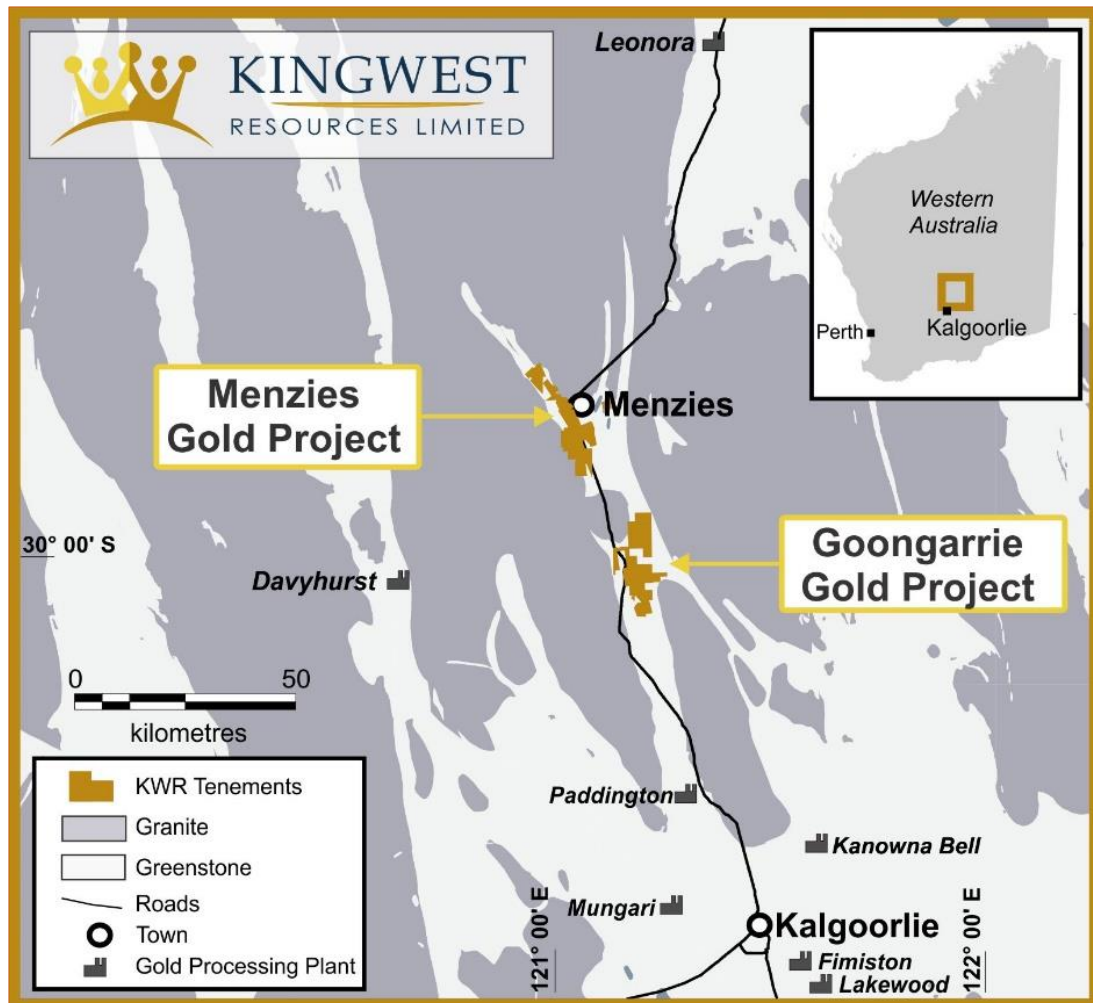 KINGWEST
RESOURCES LIMITED
Leonora
Western
Australia
Perth
Kalgoorlie
Menzies
Gold Project
Menzies
30° 00' S
Davyhurst
Goongarrie
Gold Project
0 50
kilometres
KWR Tenements
Granite
Greenstone
Roads
Town
Gold Processing Plant
Paddington
Kanowna Bell
Mungari
121° 00' E
Kalgoorlie
Fimiston
Lakewood
122° 00' E